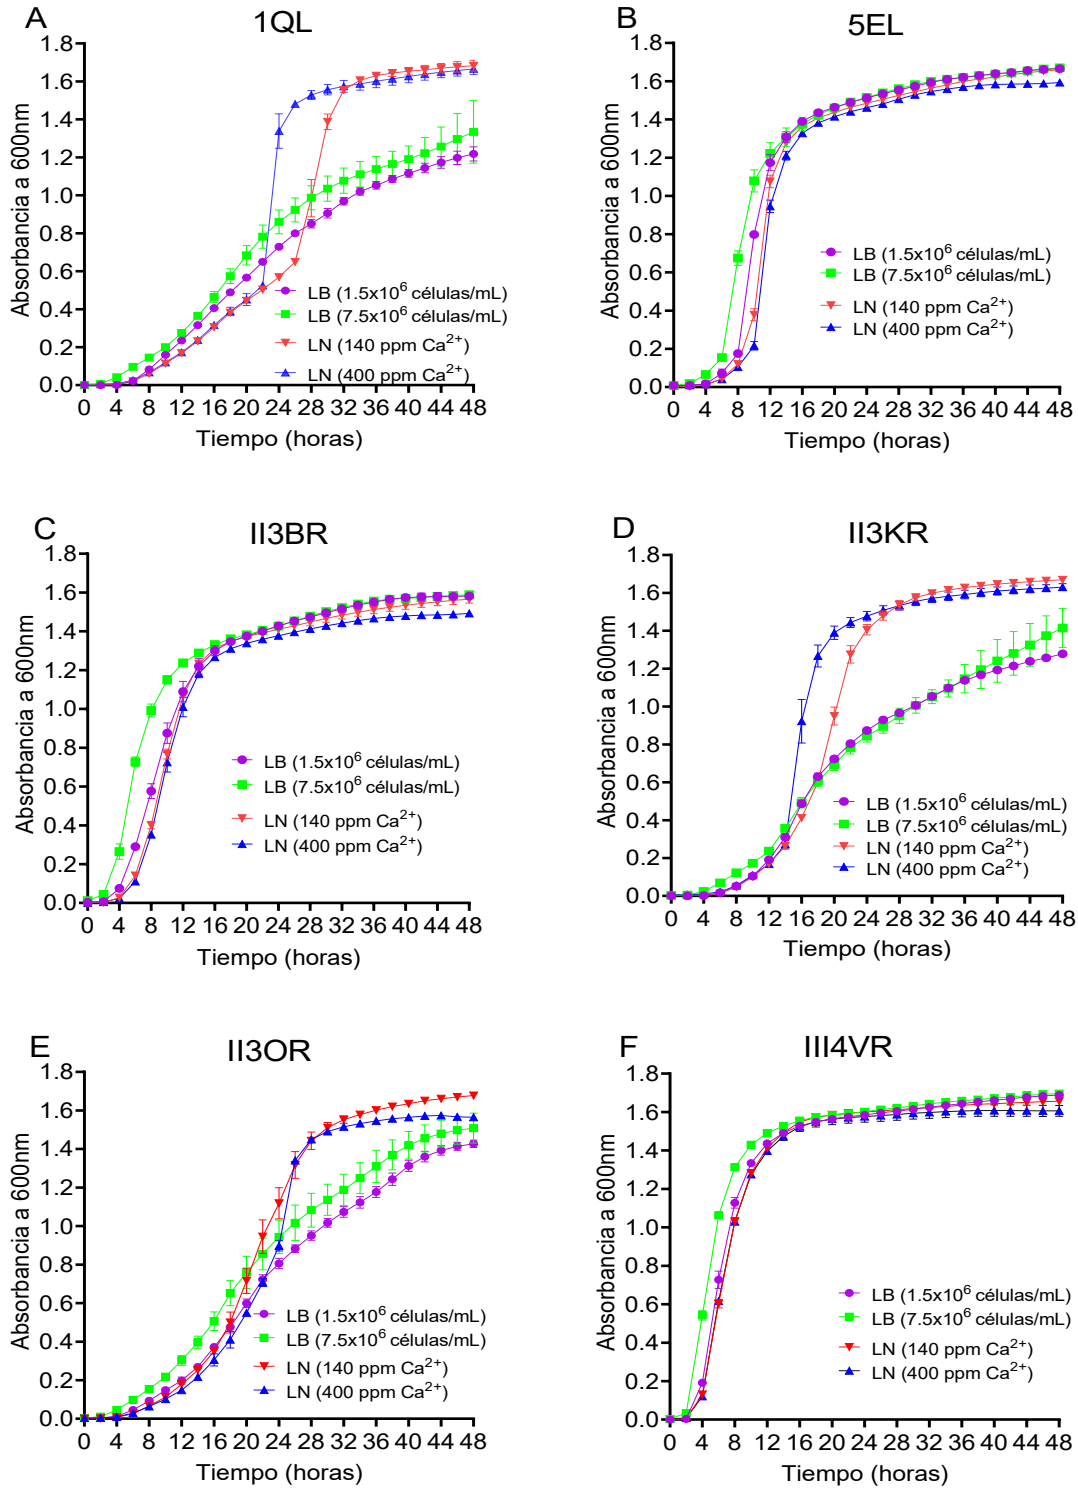 A
1QL
Absorbancia a 600nm
1.8
1.6
1.4
1.2
1.0
0.8
0.6
0.4
0.2
0.0
LB (1.5x10⁶ células/mL)
LB (7.5x10⁶ células/mL)
LN (140 ppm Ca²⁺)
LN (400 ppm Ca²⁺)
0 4 8 12 16 20 24 28 32 36 40 44 48
Tiempo (horas)
B
5EL
Absorbancia a 600nm
1.8
1.6
1.4
1.2
1.0
0.8
0.6
0.4
0.2
0.0
LB (1.5x10⁶ células/mL)
LB (7.5x10⁶ células/mL)
LN (140 ppm Ca²⁺)
LN (400 ppm Ca²⁺)
0 4 8 12 16 20 24 28 32 36 40 44 48
Tiempo (horas)
C
II3BR
Absorbancia a 600nm
1.8
1.6
1.4
1.2
1.0
0.8
0.6
0.4
0.2
0.0
LB (1.5x10⁶ células/mL)
LB (7.5x10⁶ células/mL)
LN (140 ppm Ca²⁺)
LN (400 ppm Ca²⁺)
0 4 8 12 16 20 24 28 32 36 40 44 48
Tiempo (horas)
D
II3KR
Absorbancia a 600nm
1.8
1.6
1.4
1.2
1.0
0.8
0.6
0.4
0.2
0.0
LB (1.5x10⁶ células/mL)
LB (7.5x10⁶ células/mL)
LN (140 ppm Ca²⁺)
LN (400 ppm Ca²⁺)
0 4 8 12 16 20 24 28 32 36 40 44 48
Tiempo (horas)
E
II3OR
Absorbancia a 600nm
1.8
1.6
1.4
1.2
1.0
0.8
0.6
0.4
0.2
0.0
LB (1.5x10⁶ células/mL)
LB (7.5x10⁶ células/mL)
LN (140 ppm Ca²⁺)
LN (400 ppm Ca²⁺)
0 4 8 12 16 20 24 28 32 36 40 44 48
Tiempo (horas)
F
III4VR
Absorbancia a 600nm
1.8
1.6
1.4
1.2
1.0
0.8
0.6
0.4
0.2
0.0
LB (1.5x10⁶ células/mL)
LB (7.5x10⁶ células/mL)
LN (140 ppm Ca²⁺)
LN (400 ppm Ca²⁺)
0 4 8 12 16 20 24 28 32 36 40 44 48
Tiempo (horas)